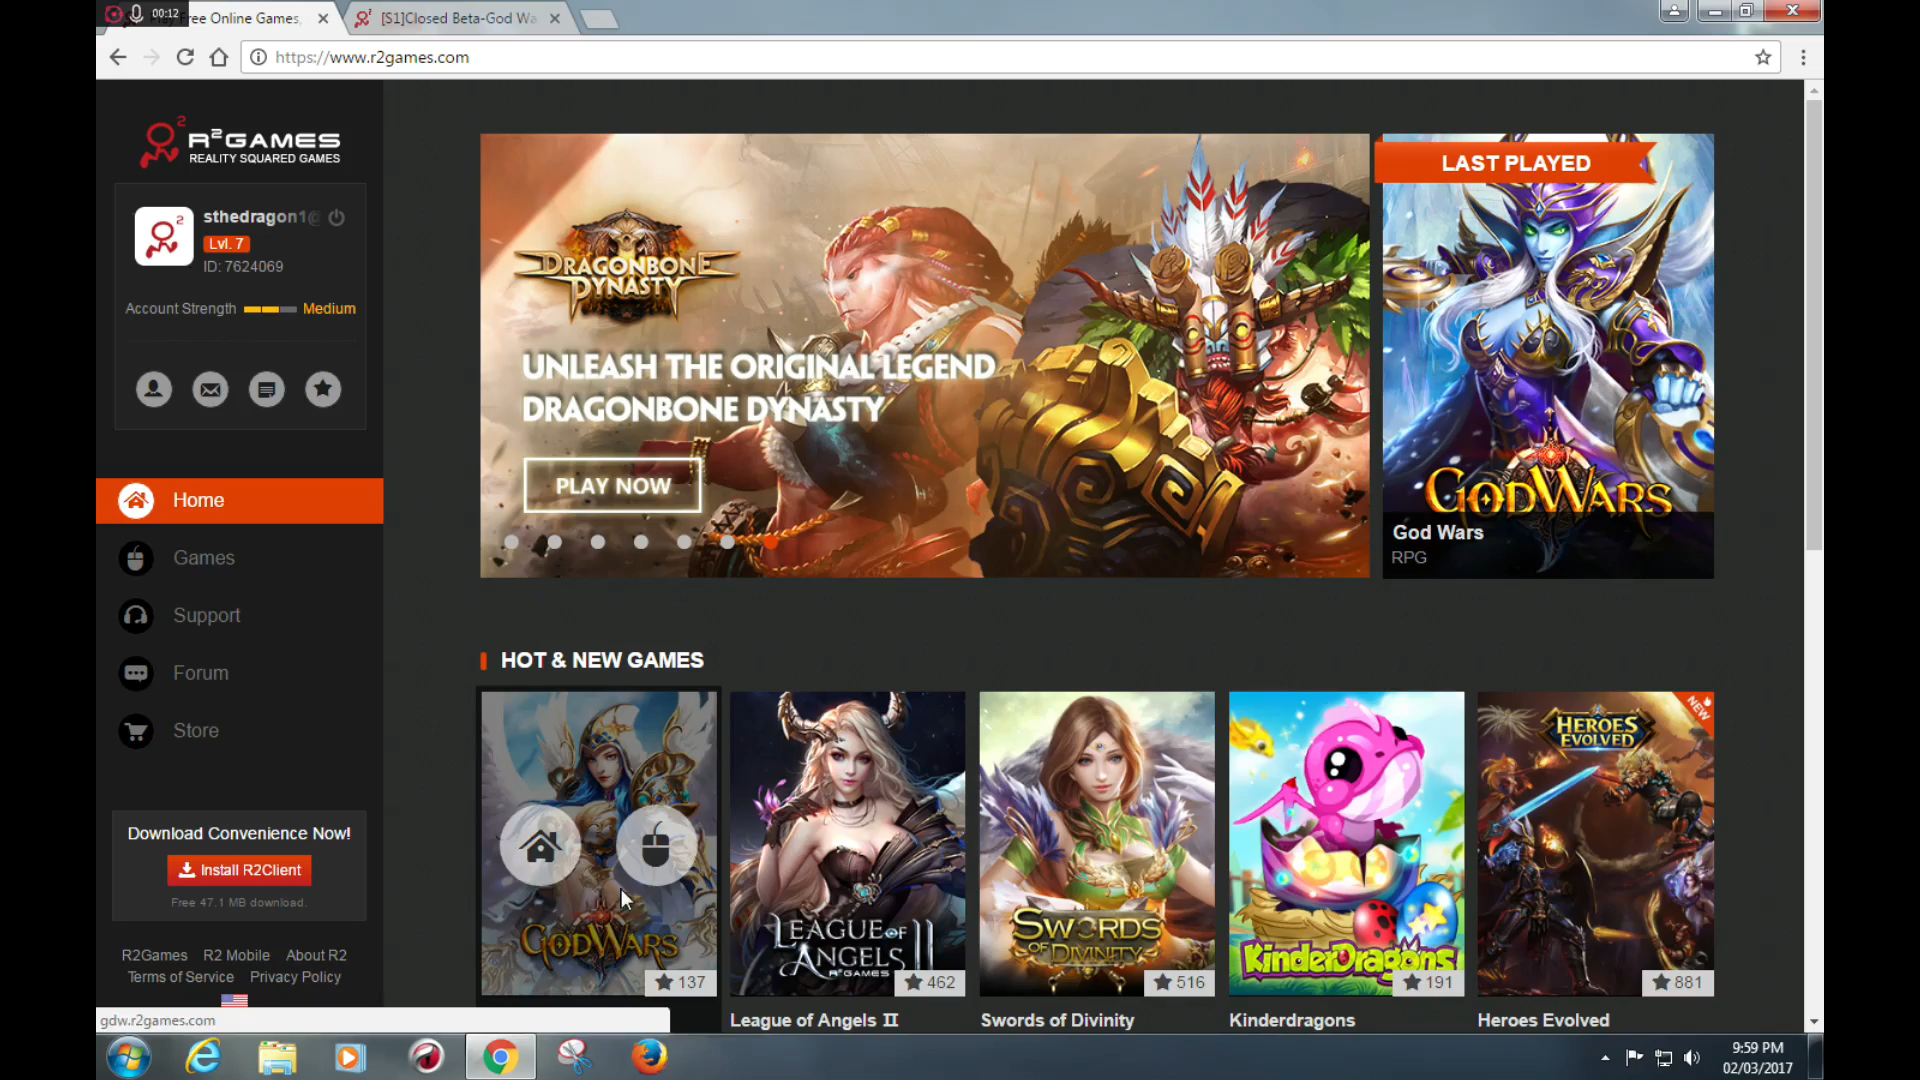 00:12
Free Online Games,
[S1]Closed Beta-God Wa
https://www.r2games.com
R²GAMES
REALITY SQUARED GAMES
sthedragon1@
Lvl. 7
ID: 7624069
Account Strength
Medium
Home
Games
Support
Forum
Store
Download Convenience Now!
Install R2Client
Free 47.1 MB download.
R2Games R2 Mobile About R2
Terms of Service Privacy Policy
gdw.r2games.com
DRAGONBONE
DYNASTY
UNLEASH THE ORIGINAL LEGEND
DRAGONBONE DYNASTY
PLAY NOW
LAST PLAYED
GODWARS
God Wars
RPG
HOT & NEW GAMES
GODWARS
137
LEAGUE OF
ANGELS II
R²GAMES
462
League of Angels II
SWORDS
OF DIVINITY
516
Swords of Divinity
KinderDragons
191
Kinderdragons
NEW
HEROES
EVOLVED
881
Heroes Evolved
9:59 PM
02/03/2017